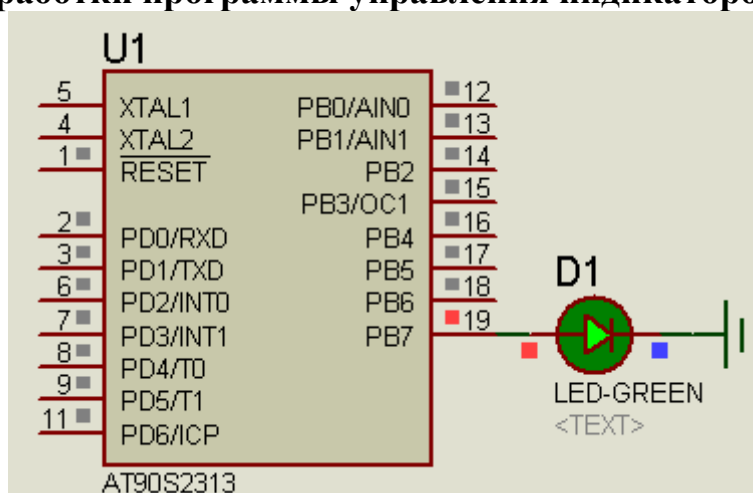 работки программы управления индикаторо
U1
5 XTAL1 PB0/AIN0 12
4 XTAL2 PB1/AIN1 13
1 RESET PB2 14
PB3/OC1 15
2 PD0/RXD PB4 16
3 PD1/TXD PB5 17
6 PD2/INT0 PB6 18
7 PD3/INT1 PB7 19
8 PD4/T0
9 PD5/T1
11 PD6/ICP
AT90S2313
D1
LED-GREEN
<TEXT>